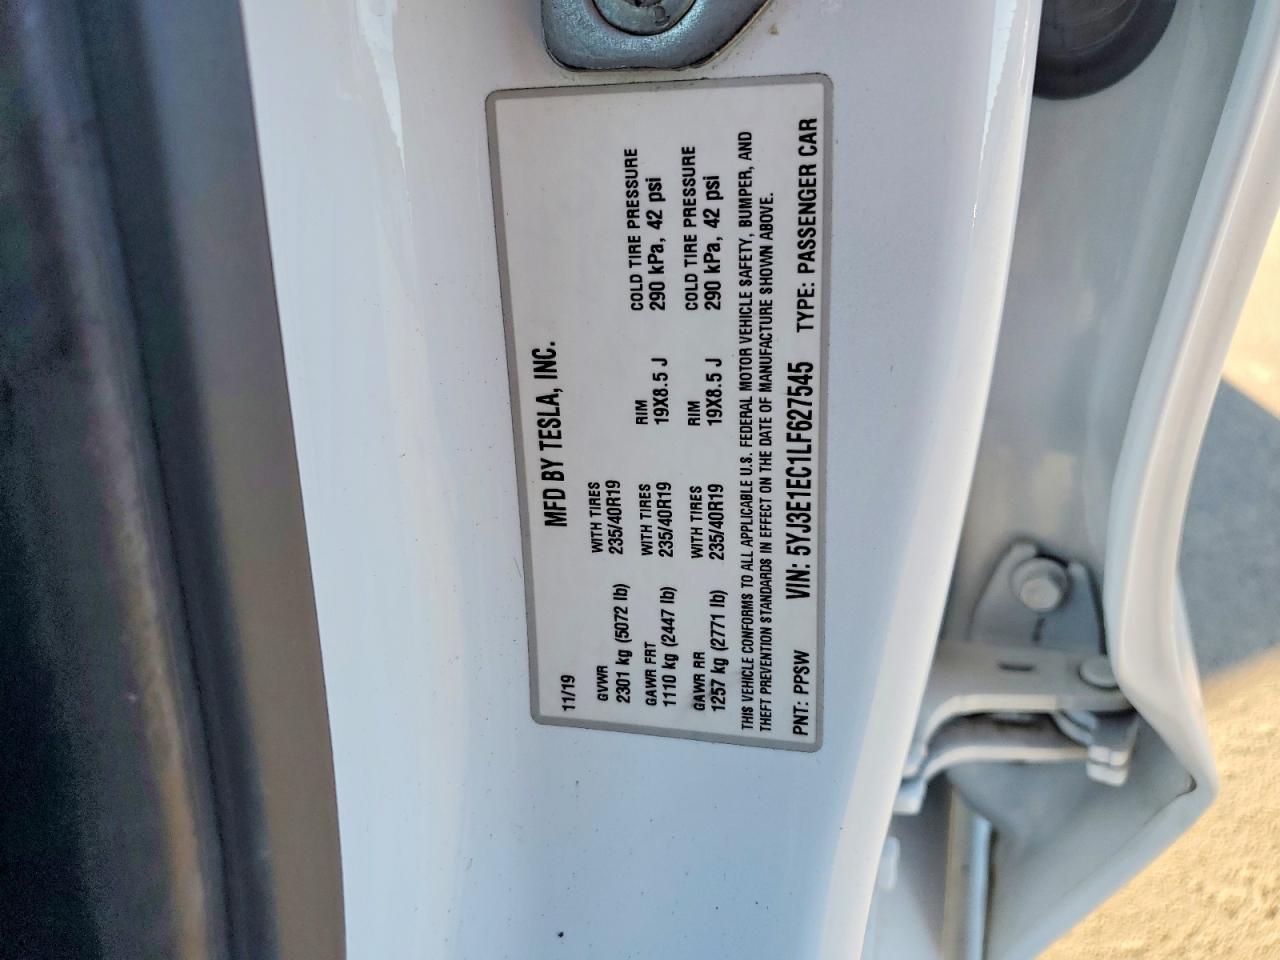 MFD BY TESLA, INC.
11/19
GVWR WITH TIRES
2301 kg (5072 lb) 235/40R19
GAWR FRT WITH TIRES RIM COLD TIRE PRESSURE
1110 kg (2447 lb) 235/40R19 19X8.5 J 290 kPa, 42 psi
GAWR RR WITH TIRES RIM COLD TIRE PRESSURE
1257 kg (2771 lb) 235/40R19 19X8.5 J 290 kPa, 42 psi
THIS VEHICLE CONFORMS TO ALL APPLICABLE U.S. FEDERAL MOTOR VEHICLE SAFETY, BUMPER, AND
THEFT PREVENTION STANDARDS IN EFFECT ON THE DATE OF MANUFACTURE SHOWN ABOVE.
PNT: PPSW VIN: 5YJ3E1EC1LF627545 TYPE: PASSENGER CAR